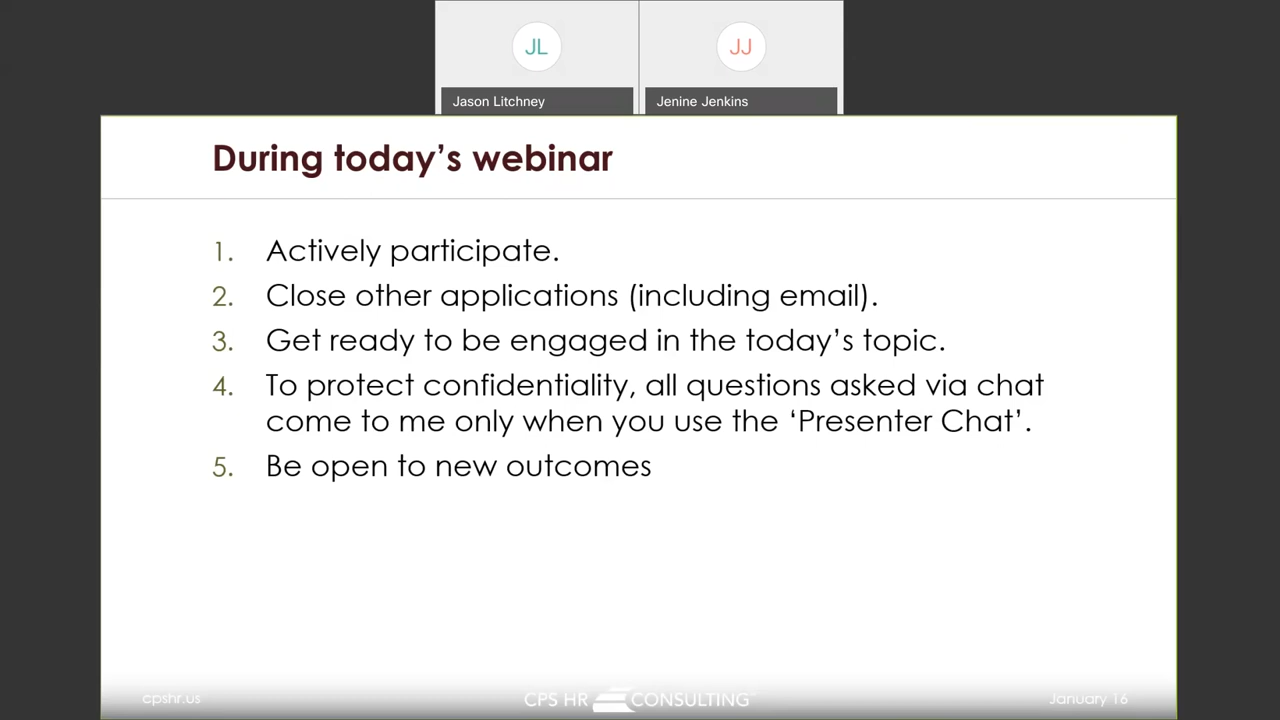 JL
JJ
Jason Litchney
Jenine Jenkins
During today’s webinar
1. Actively participate.
2. Close other applications (including email).
3. Get ready to be engaged in the today’s topic.
4. To protect confidentiality, all questions asked via chat
come to me only when you use the ‘Presenter Chat’.
5. Be open to new outcomes
cpshr.us
CPS HR CONSULTING
January 16